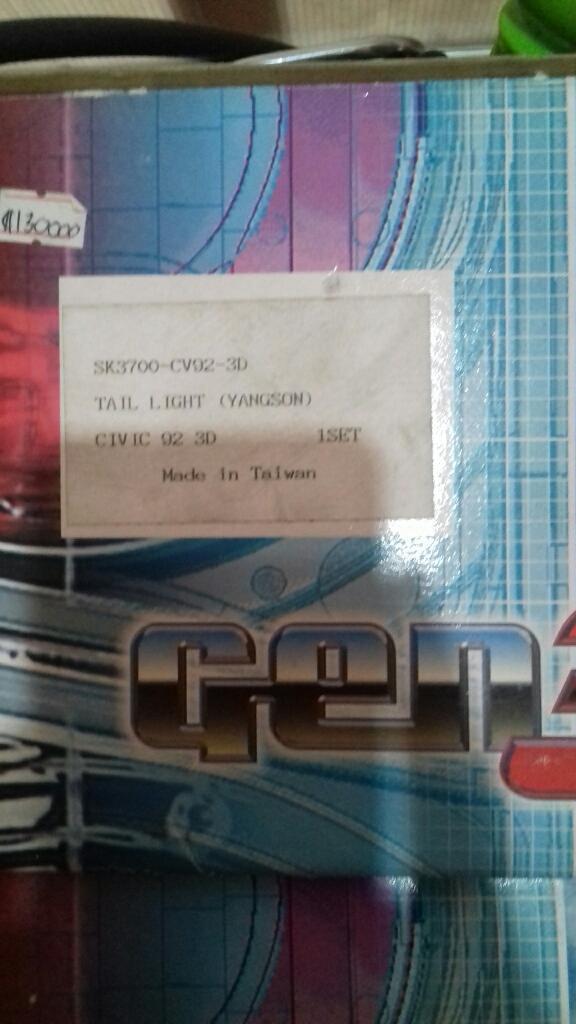 130000
SK3700-CV92-3D
TAIL LIGHT (YANGSON)
CIVIC 92 3D 1SET
Made in Taiwan
Gen